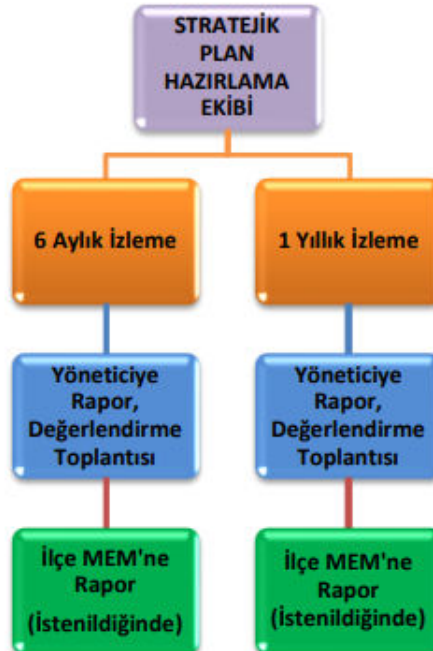 STRATEJİK
PLAN
HAZIRLAMA
EKİBİ
6 Aylık İzleme
1 Yıllık İzleme
Yöneticiye
Rapor,
Değerlendirme
Toplantısı
Yöneticiye
Rapor,
Değerlendirme
Toplantısı
İlçe MEM'ne
Rapor
(İstenildiğinde)
İlçe MEM'ne
Rapor
(İstenildiğinde)